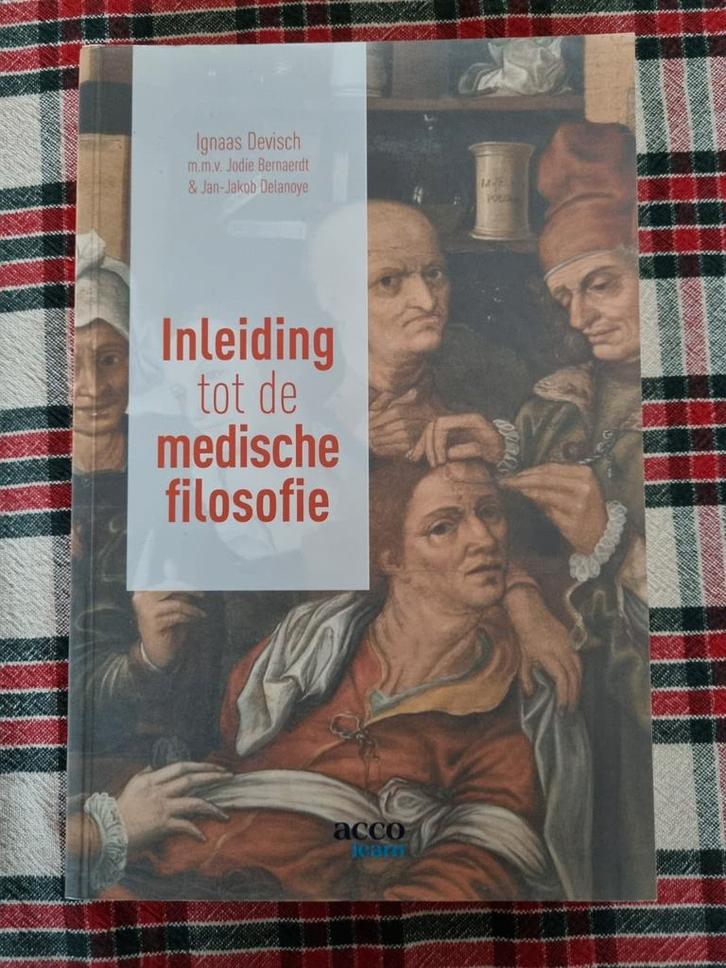 Ignaas Devisch
m.m.v. Jodie Bernaerdt
& Jan-Jakob Delanoye
Inleiding
tot de
medische
filosofie
acco
learn